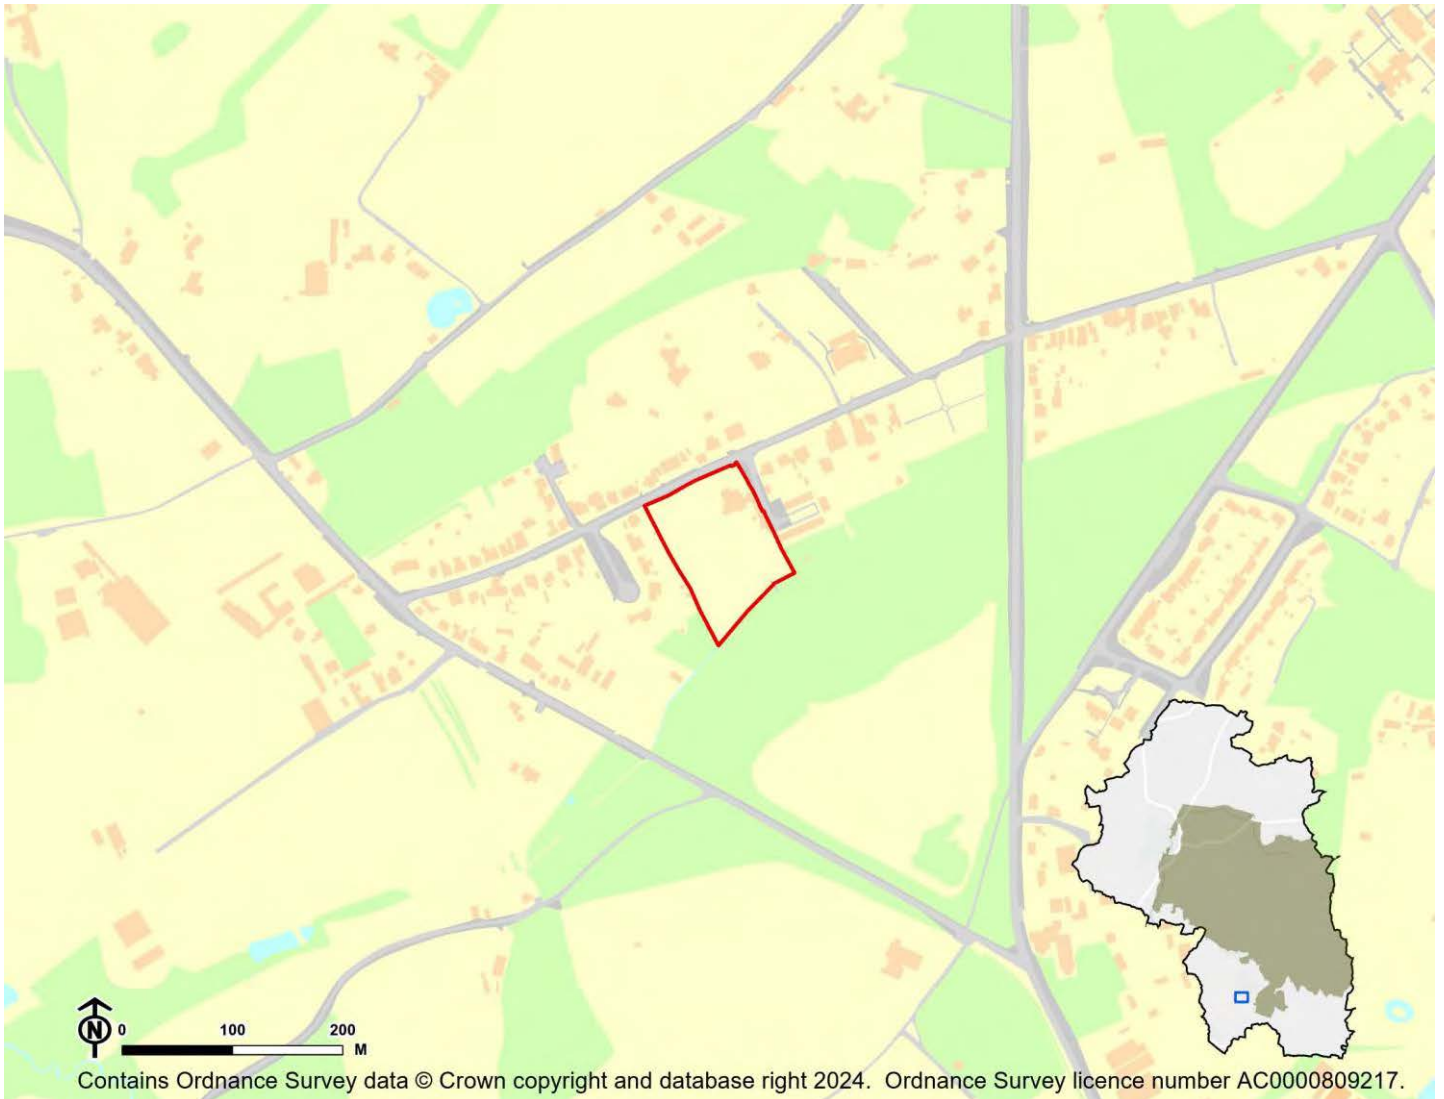 N 0 100 200
M
Contains Ordnance Survey data © Crown copyright and database right 2024. Ordnance Survey licence number AC0000809217.